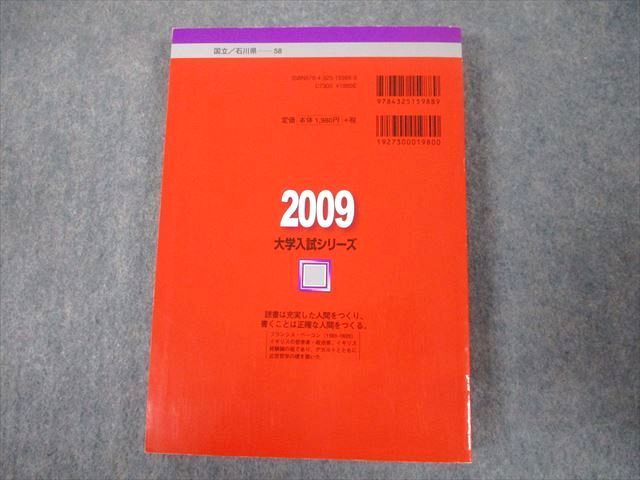 国立／石川県――58
ISBN978-4-325-15988-9
C7300 ¥1980E
定価 本体1,980円 +税
9784325159889
1927300019800
2009
大学入試シリーズ
読書は充実した人間をつくり、
書くことは正確な人間をつくる。
フランシス・ベーコン（1561-1626）
イギリスの哲学者・政治家。イギリス
経験論の祖であり、デカルトとともに
近世哲学の礎を築いた。